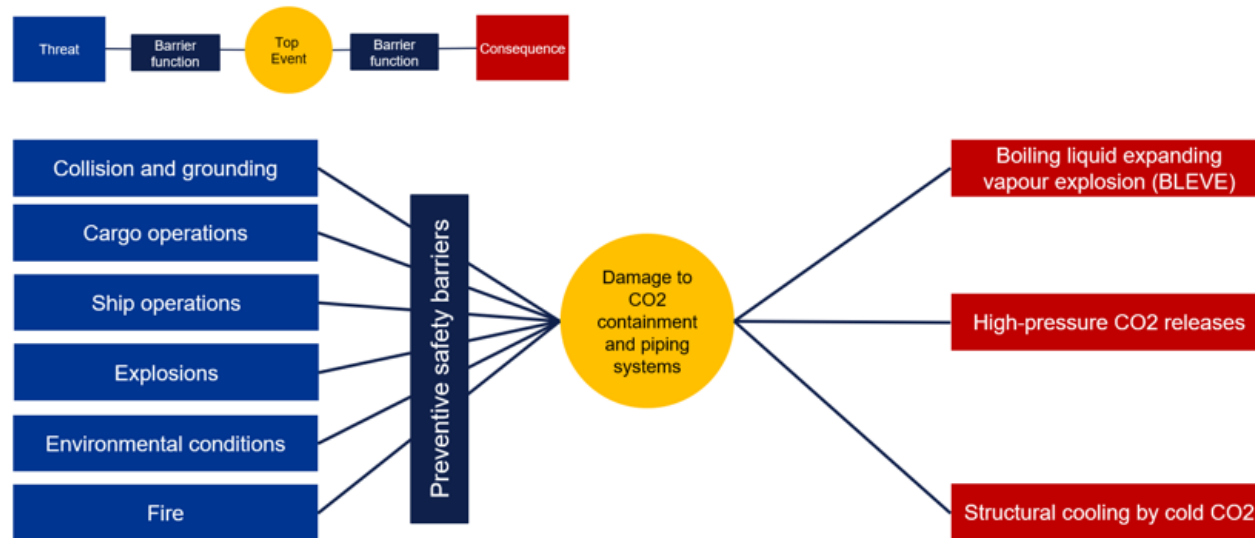 Threat
Barrier
function
Top
Event
Barrier
function
Consequence
Collision and grounding
Cargo operations
Ship operations
Explosions
Environmental conditions
Fire
Preventive safety barriers
Damage to
CO2
containment
and piping
systems
Boiling liquid expanding
vapour explosion (BLEVE)
High-pressure CO2 releases
Structural cooling by cold CO2